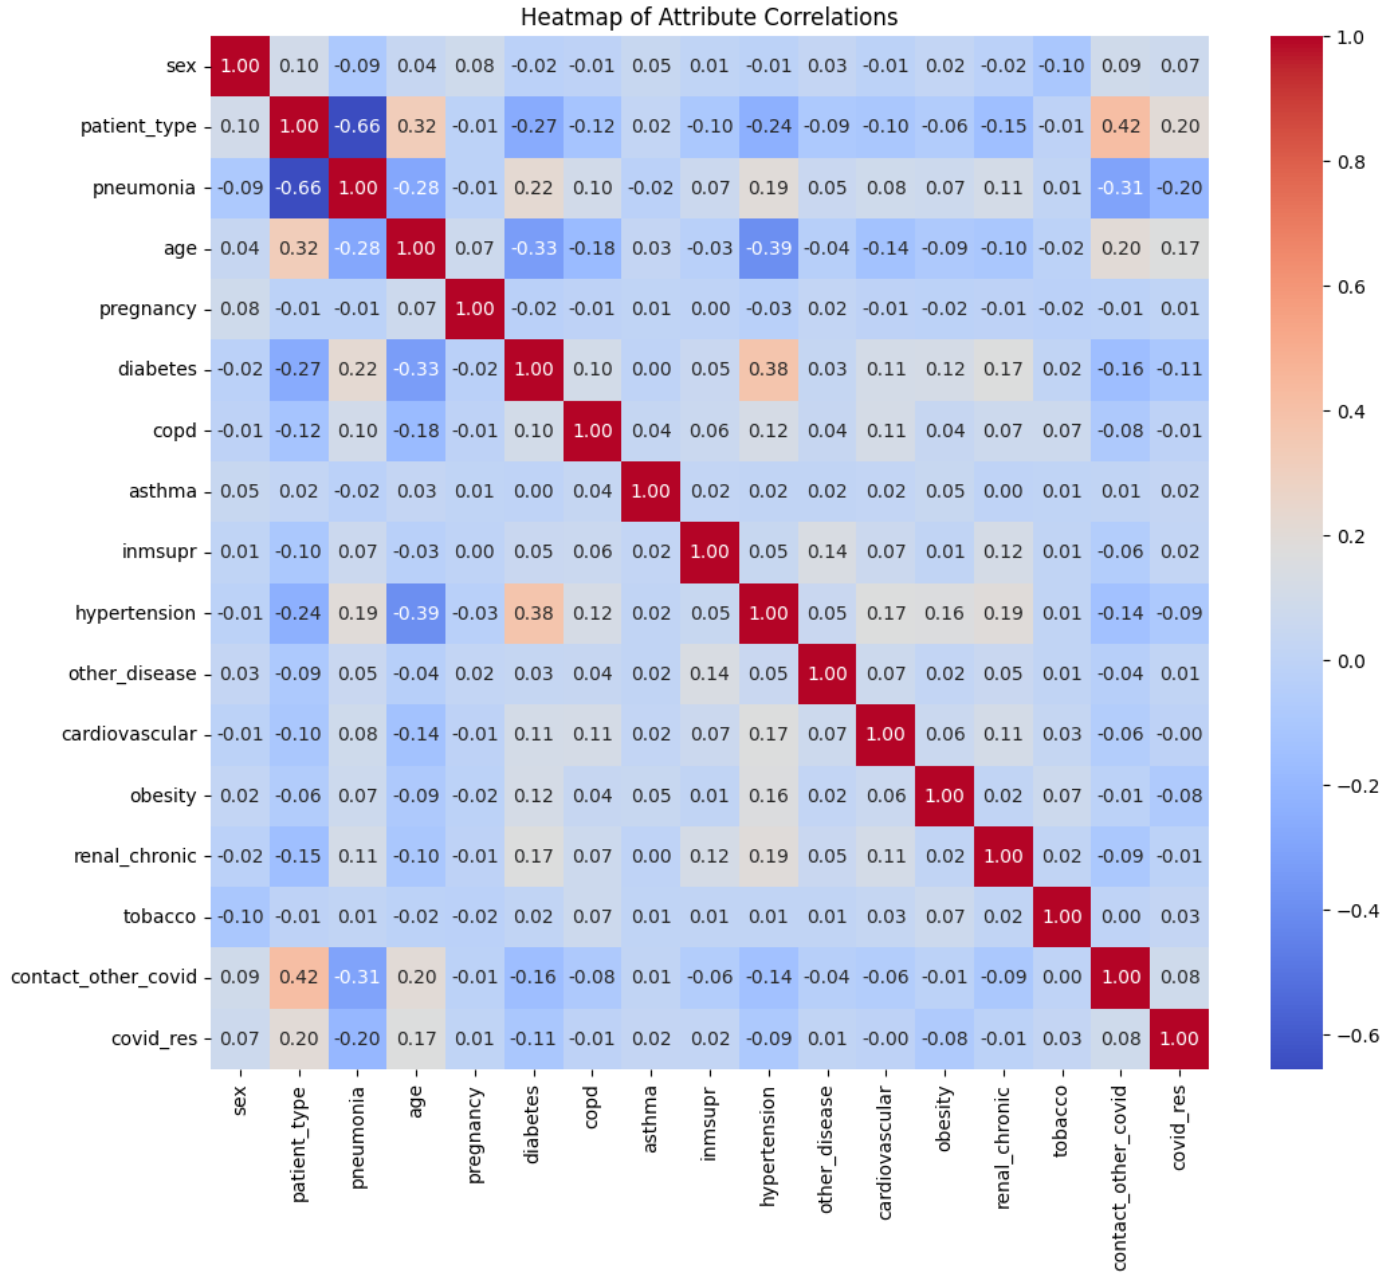 Heatmap of Attribute Correlations
sex 1.00 0.10 -0.09 0.04 0.08 -0.02 -0.01 0.05 0.01 -0.01 0.03 -0.01 0.02 -0.02 -0.10 0.09 0.07
patient_type 0.10 1.00 -0.66 0.32 -0.01 -0.27 -0.12 0.02 -0.10 -0.24 -0.09 -0.10 -0.06 -0.15 -0.01 0.42 0.20
pneumonia -0.09 -0.66 1.00 -0.28 -0.01 0.22 0.10 -0.02 0.07 0.19 0.05 0.08 0.07 0.11 0.01 -0.31 -0.20
age 0.04 0.32 -0.28 1.00 0.07 -0.33 -0.18 0.03 -0.03 -0.39 -0.04 -0.14 -0.09 -0.10 -0.02 0.20 0.17
pregnancy 0.08 -0.01 -0.01 0.07 1.00 -0.02 -0.01 0.01 0.00 -0.03 0.02 -0.01 -0.02 -0.01 -0.02 -0.01 0.01
diabetes -0.02 -0.27 0.22 -0.33 -0.02 1.00 0.10 0.00 0.05 0.38 0.03 0.11 0.12 0.17 0.02 -0.16 -0.11
copd -0.01 -0.12 0.10 -0.18 -0.01 0.10 1.00 0.04 0.06 0.12 0.04 0.11 0.04 0.07 0.07 -0.08 -0.01
asthma 0.05 0.02 -0.02 0.03 0.01 0.00 0.04 1.00 0.02 0.02 0.02 0.02 0.05 0.00 0.01 0.01 0.02
inmsupr 0.01 -0.10 0.07 -0.03 0.00 0.05 0.06 0.02 1.00 0.05 0.14 0.07 0.01 0.12 0.01 -0.06 0.02
hypertension -0.01 -0.24 0.19 -0.39 -0.03 0.38 0.12 0.02 0.05 1.00 0.05 0.17 0.16 0.19 0.01 -0.14 -0.09
other_disease 0.03 -0.09 0.05 -0.04 0.02 0.03 0.04 0.02 0.14 0.05 1.00 0.07 0.02 0.05 0.01 -0.04 0.01
cardiovascular -0.01 -0.10 0.08 -0.14 -0.01 0.11 0.11 0.02 0.07 0.17 0.07 1.00 0.06 0.11 0.03 -0.06 -0.00
obesity 0.02 -0.06 0.07 -0.09 -0.02 0.12 0.04 0.05 0.01 0.16 0.02 0.06 1.00 0.02 0.07 -0.01 -0.08
renal_chronic -0.02 -0.15 0.11 -0.10 -0.01 0.17 0.07 0.00 0.12 0.19 0.05 0.11 0.02 1.00 0.02 -0.09 -0.01
tobacco -0.10 -0.01 0.01 -0.02 -0.02 0.02 0.07 0.01 0.01 0.01 0.01 0.03 0.07 0.02 1.00 0.00 0.03
contact_other_covid 0.09 0.42 -0.31 0.20 -0.01 -0.16 -0.08 0.01 -0.06 -0.14 -0.04 -0.06 -0.01 -0.09 0.00 1.00 0.08
covid_res 0.07 0.20 -0.20 0.17 0.01 -0.11 -0.01 0.02 0.02 -0.09 0.01 -0.00 -0.08 -0.01 0.03 0.08 1.00
sex
patient_type
pneumonia
age
pregnancy
diabetes
copd
asthma
inmsupr
hypertension
other_disease
cardiovascular
obesity
renal_chronic
tobacco
contact_other_covid
covid_res
1.0
0.8
0.6
0.4
0.2
0.0
−0.2
−0.4
−0.6